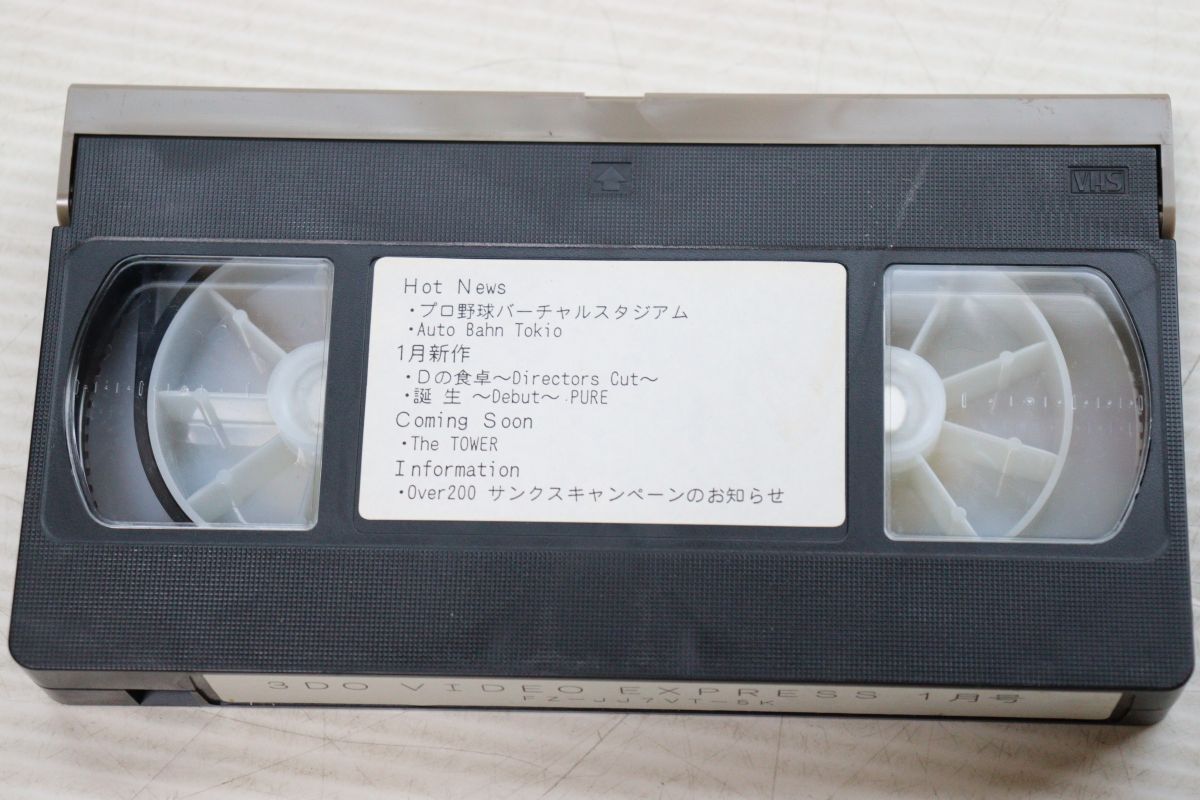 VHS
Hot News
・プロ野球バーチャルスタジアム
・Auto Bahn Tokio
1月新作
・Dの食卓～Directors Cut～
・誕 生 ～Debut～ PURE
Coming Soon
・The TOWER
Information
・Over200 サンクスキャンペーンのお知らせ
3DO VIDEO EXPRESS 1月号
FZ-JJ7VT-5K